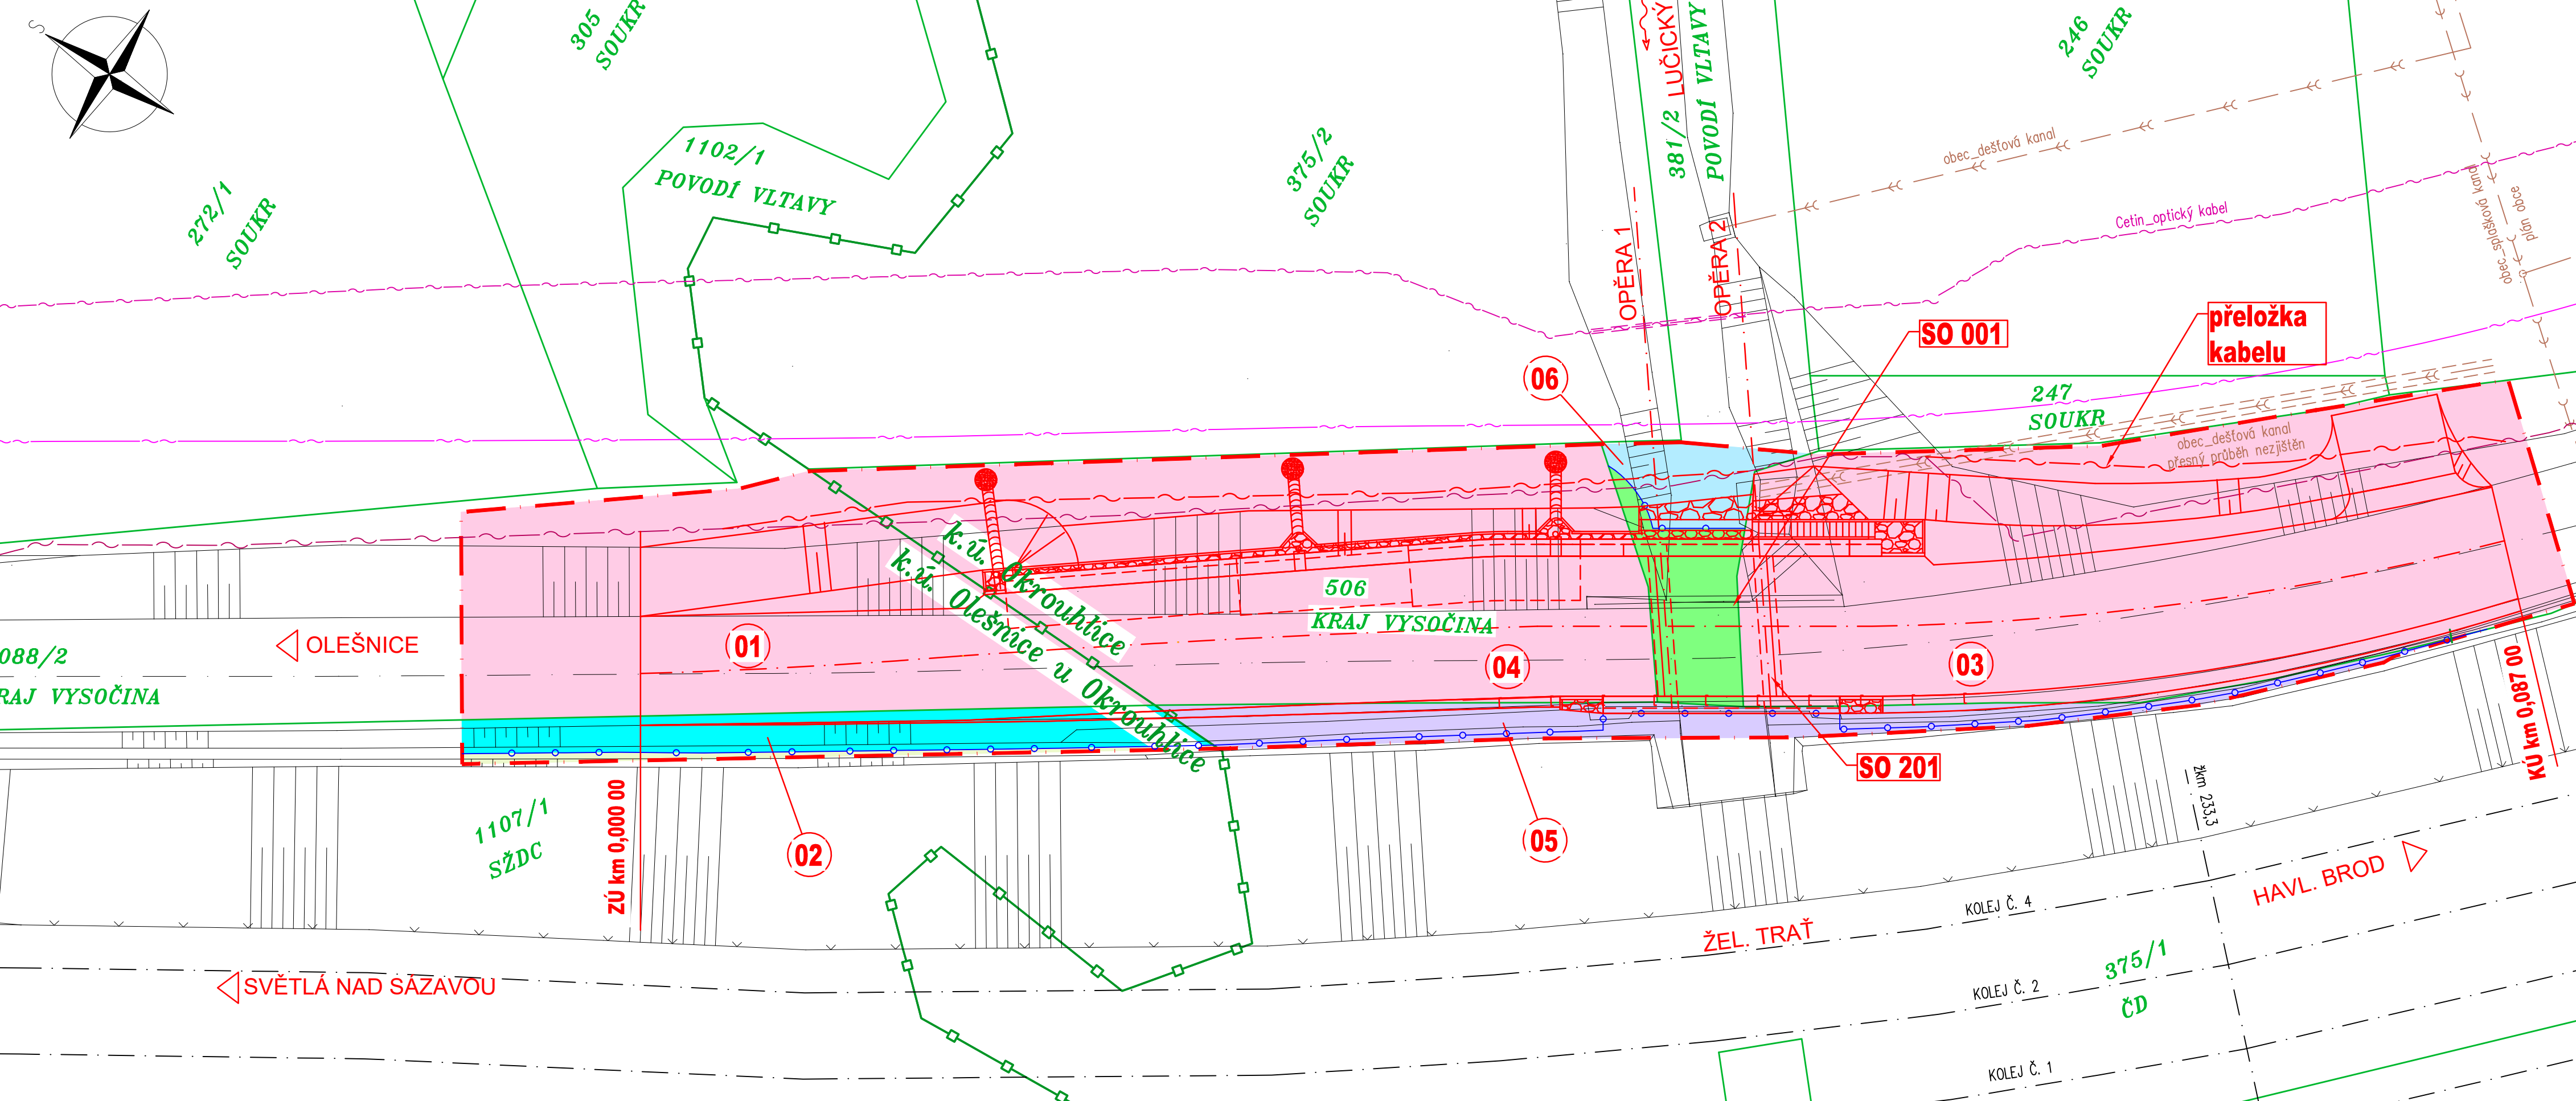 S
305
SOUKR
272/1
SOUKR
1102/1
POVODÍ VLTAVY
375/2
SOUKR
381/2 LUČICKÝ
POVODÍ VLTAVY
246
SOUKR
obec_dešťová kanal
Cetin_optický kabel
obec_splašková kanal
plán obce
OPĚRA 1
OPĚRA 2
SO 001
přeložka
kabelu
06
247
SOUKR
obec_dešťová kanal
přesný průběh nezjištěn
k.ú. Okrouhlice
k.ú. Olešnice u Okrouhlice
506
KRAJ VYSOČINA
OLEŠNICE
01
04
03
088/2
RAJ VYSOČINA
KÚ km 0,087 00
SO 201
žkm 233,3
1107/1
SŽDC
ZÚ km 0,000 00
02
05
HAVL. BROD
KOLEJ Č. 4
ŽEL. TRAŤ
375/1
ČD
SVĚTLÁ NAD SÁZAVOU
KOLEJ Č. 2
KOLEJ Č. 1